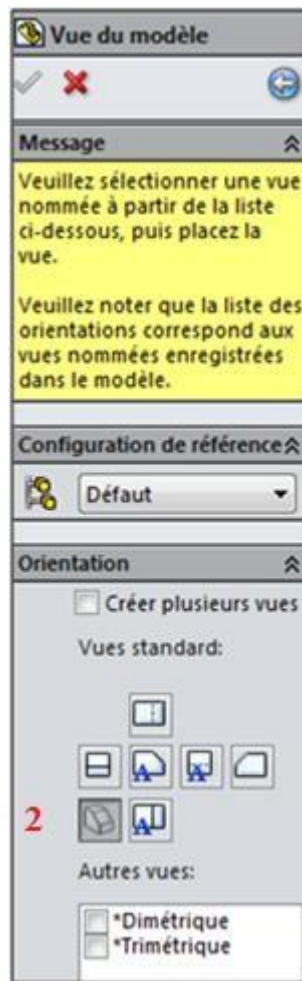 Vue du modèle
Message
Veuillez sélectionner une vue
nommée à partir de la liste
ci-dessous, puis placez la
vue.
Veuillez noter que la liste des
orientations correspond aux
vues nommées enregistrées
dans le modèle.
Configuration de référence
Défaut
Orientation
Créer plusieurs vues
Vues standard:
A
A
2
A
Autres vues:
*Dimétrique
*Trimétrique